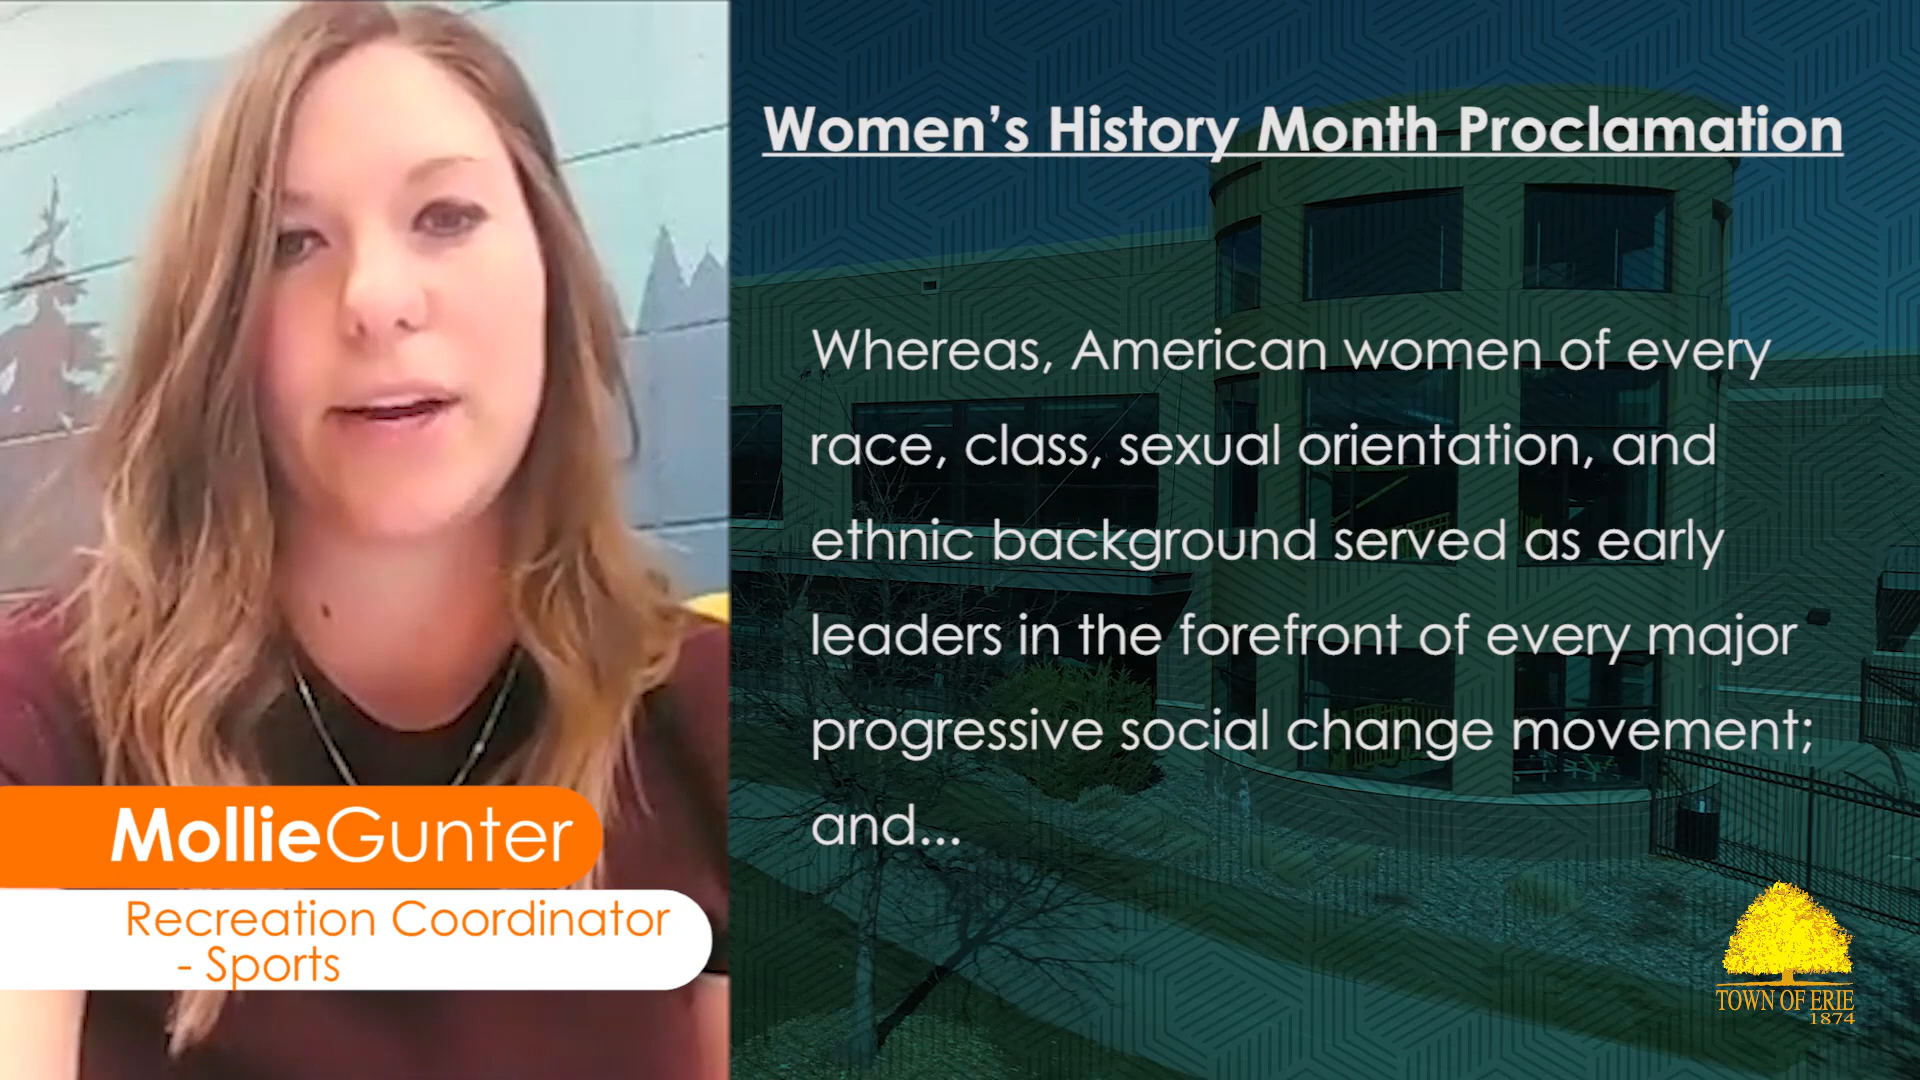 Women's History Month Proclamation
Whereas, American women of every
race, class, sexual orientation, and
ethnic background served as early
leaders in the forefront of every major
progressive social change movement;
and...
MollieGunter
Recreation Coordinator
- Sports
TOWN OF ERIE
1874